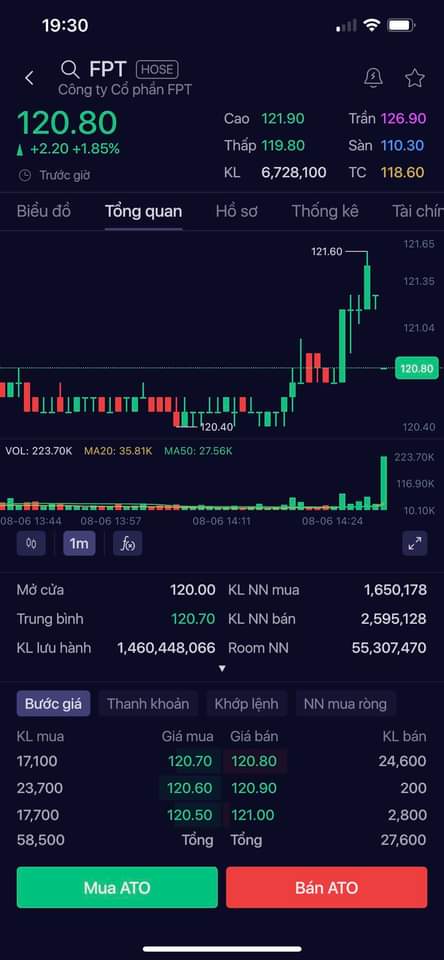 19:30
FPT HOSE
Công ty Cổ phần FPT
120.80
+2.20 +1.85%
Trước giờ
Cao 121.90 Trần 126.90
Thấp 119.80 Sàn 110.30
KL 6,728,100 TC 118.60
Biểu đồ Tổng quan Hồ sơ Thống kê Tài chín
121.65
121.60
121.35
121.04
120.80
120.40 120.40
VOL: 223.70K MA20: 35.81K MA50: 27.56K
223.70K
116.90K
10.10K
08-06 13:44 08-06 13:57 08-06 14:11 08-06 14:24
1m f(x)
Mở cửa 120.00 KL NN mua 1,650,178
Trung bình 120.70 KL NN bán 2,595,128
KL lưu hành 1,460,448,066 Room NN 55,307,470
Bước giá Thanh khoản Khớp lệnh NN mua ròng
KL mua Giá mua Giá bán KL bán
17,100 120.70 120.80 24,600
23,700 120.60 120.90 200
17,700 120.50 121.00 2,800
58,500 Tổng Tổng 27,600
Mua ATO Bán ATO